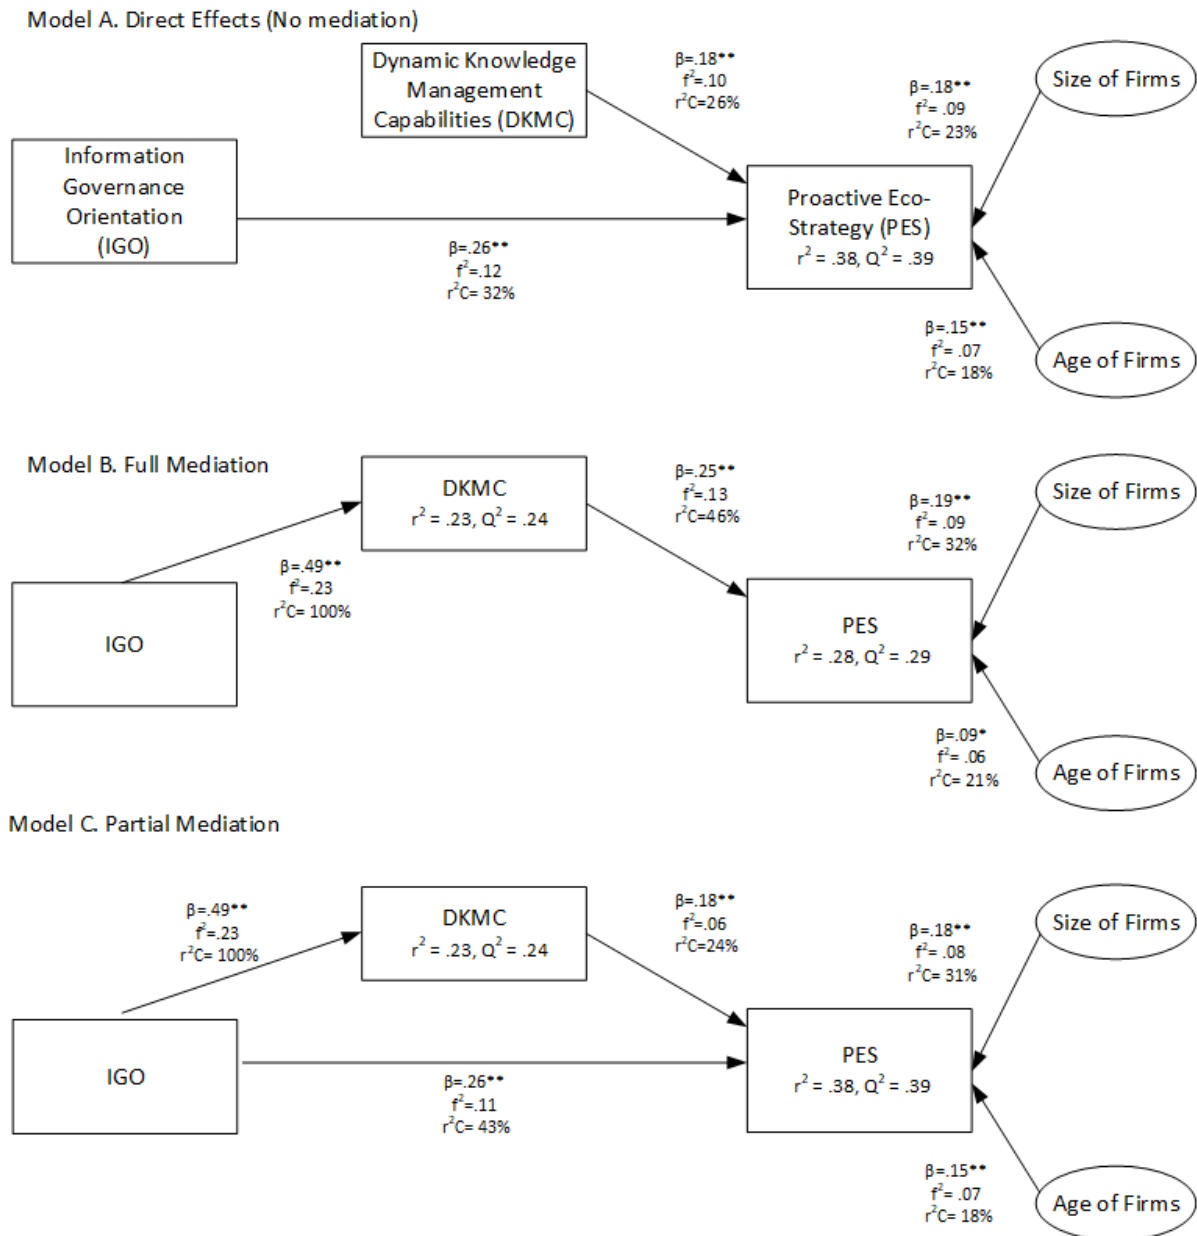 Model A. Direct Effects (No mediation)
Dynamic Knowledge
Management
Capabilities (DKMC)
β=.18**
f²=.10
r²C=26%
β=.18**
f²= .09
r²C= 23%
Size of Firms
Information
Governance
Orientation
(IGO)
β=.26**
f²=.12
r²C= 32%
Proactive Eco-
Strategy (PES)
r² = .38, Q² = .39
β=.15**
f²= .07
r²C= 18%
Age of Firms
Model B. Full Mediation
DKMC
r² = .23, Q² = .24
β=.25**
f²=.13
r²C=46%
β=.19**
f²= .09
r²C= 32%
Size of Firms
β=.49**
f²=.23
r²C= 100%
IGO
PES
r² = .28, Q² = .29
β=.09*
f²= .06
r²C= 21%
Age of Firms
Model C. Partial Mediation
β=.49**
f²=.23
r²C= 100%
DKMC
r² = .23, Q² = .24
β=.18**
f²=.06
r²C=24%
β=.18**
f²= .08
r²C= 31%
Size of Firms
IGO
β=.26**
f²=.11
r²C= 43%
PES
r² = .38, Q² = .39
β=.15**
f²= .07
r²C= 18%
Age of Firms